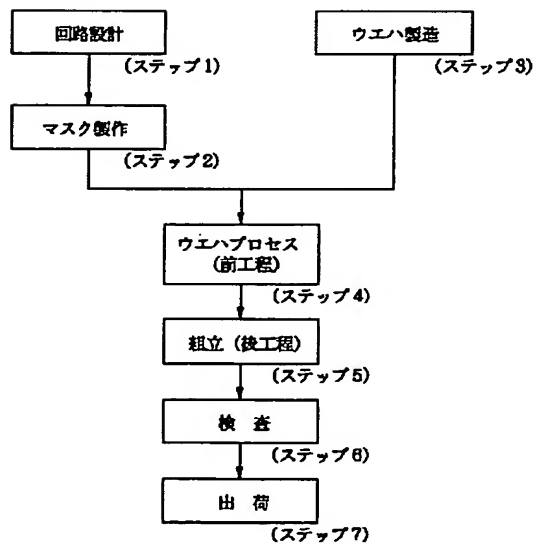 回路設計
(ステップ1)
ウエハ製造
(ステップ3)
マスク製作
(ステップ2)
ウエハプロセス
(前工程)
(ステップ4)
組立(後工程)
(ステップ5)
検 査
(ステップ6)
出 荷
(ステップ7)